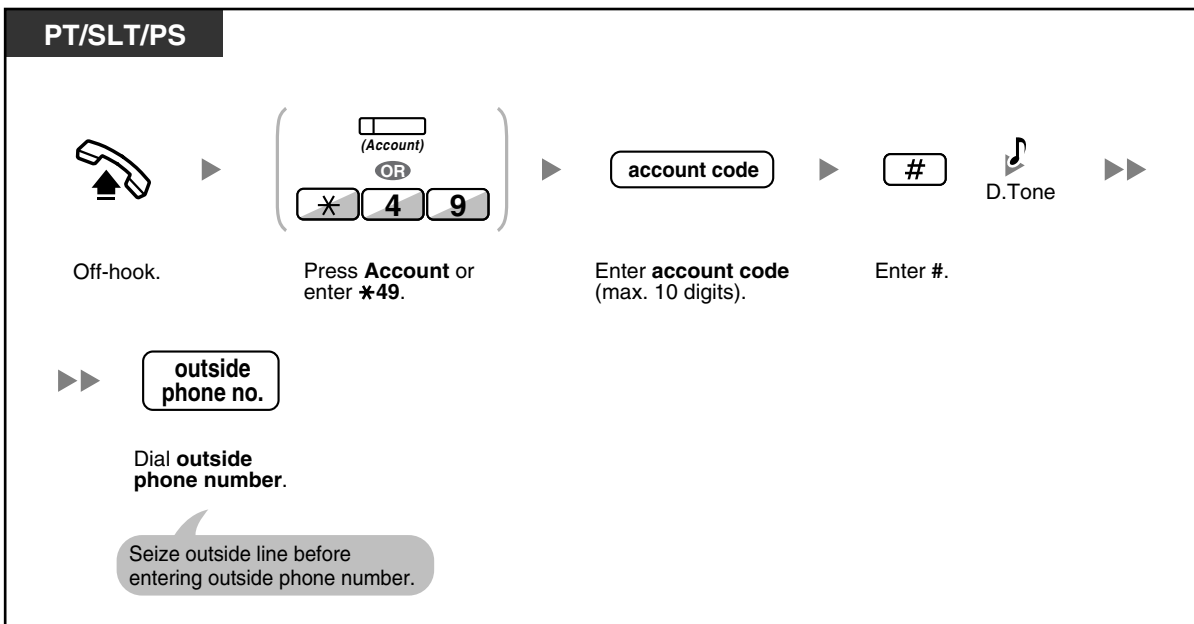 PT/SLT/PS
(Account)
OR
✳ 4 9
account code
#
D.Tone
Off-hook.
Press Account or
enter ✳49.
Enter account code
(max. 10 digits).
Enter #.
outside
phone no.
Dial outside
phone number.
Seize outside line before
entering outside phone number.